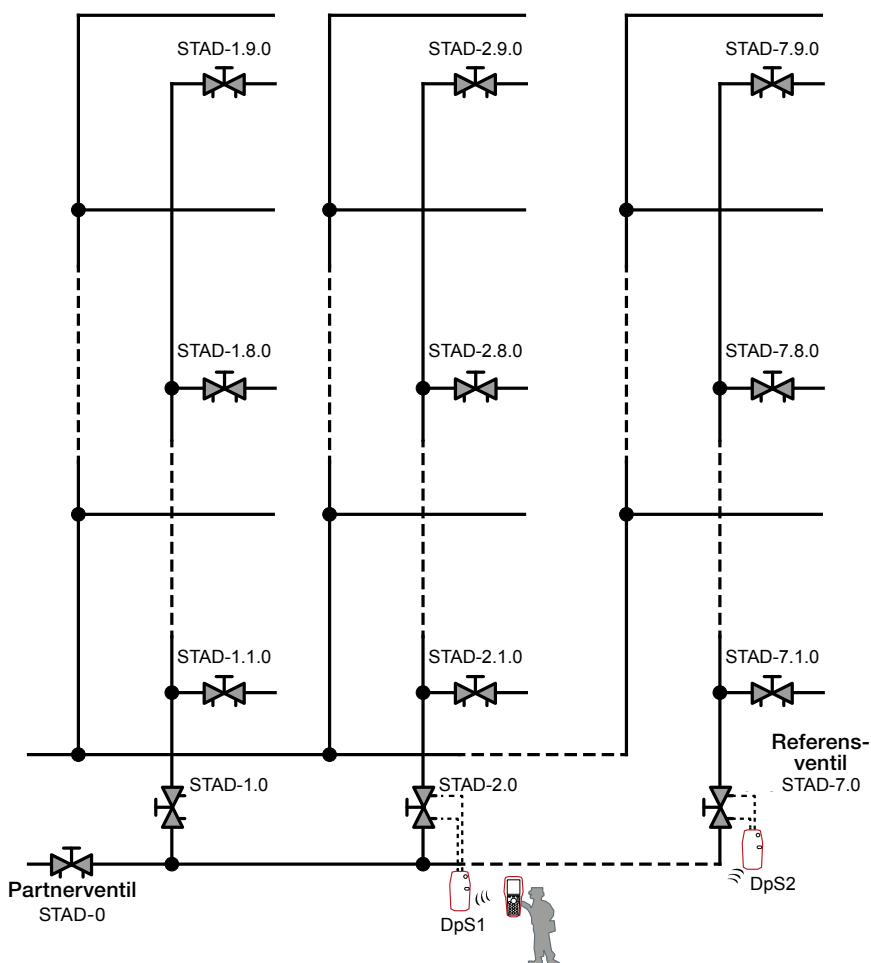 STAD-1.9.0
STAD-2.9.0
STAD-7.9.0
STAD-1.8.0
STAD-2.8.0
STAD-7.8.0
STAD-1.1.0
STAD-2.1.0
STAD-7.1.0
Referens-
ventil
STAD-1.0
STAD-2.0
STAD-7.0
Partnerventil
STAD-0
DpS1
DpS2